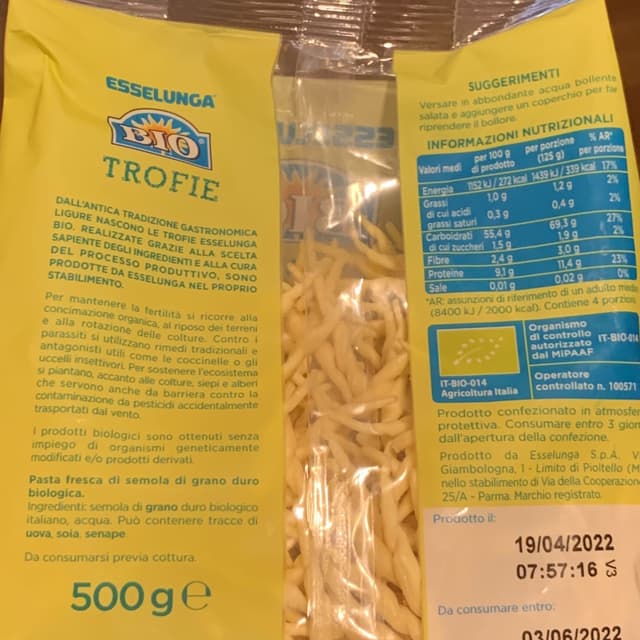 ESSELUNGA
BIO
TROFIE
DALL'ANTICA TRADIZIONE GASTRONOMICA
LIGURE NASCONO LE TROFIE ESSELUNGA
BIO. REALIZZATE GRAZIE ALLA SCELTA
SAPIENTE DEGLI INGREDIENTI E ALLA CURA
DEL PROCESSO PRODUTTIVO, SONO
PRODOTTE DA ESSELUNGA NEL PROPRIO
STABILIMENTO.
Per mantenere la fertilità si ricorre alla
concimazione organica, al riposo dei terreni
e alla rotazione delle colture. Contro i
parassiti si utilizzano rimedi tradizionali e
antagonisti utili come le coccinelle o gli
uccelli insettivori. Per sostenere l'ecosistema
si piantano, accanto alle colture, siepi e alberi
che servono anche da barriera contro la
contaminazione da pesticidi accidentalmente
trasportati dal vento.
I prodotti biologici sono ottenuti senza
impiego di organismi geneticamente
modificati e/o prodotti derivati.
Pasta fresca di semola di grano duro
biologica.
Ingredienti: semola di grano duro biologico
italiano, acqua. Può contenere tracce di
uova, soia, senape.
Da consumarsi previa cottura.
500 g e
SUGGERIMENTI
Versare in abbondante acqua bollente
salata e aggiungere un coperchio per far
riprendere il bollore.
INFORMAZIONI NUTRIZIONALI
Valori medi per 100 g di prodotto per porzione (125 g) % AR* per porzione
Energia 1152 kJ / 272 kcal 1439 kJ / 339 kcal 17%
Grassi 1,0 g 1,2 g 2%
di cui acidi grassi saturi 0,3 g 0,4 g 2%
Carboidrati 55,4 g 69,3 g 27%
di cui zuccheri 1,5 g 1,9 g 2%
Fibre 2,4 g 3,0 g
Proteine 9,1 g 11,4 g 23%
Sale 0,01 g 0,02 g 0%
*AR: assunzioni di riferimento di un adulto medio
(8400 kJ / 2000 kcal). Contiene 4 porzioni
IT-BIO-014
Agricoltura Italia
Organismo
di controllo
autorizzato
dal MiPAAF
IT-BIO-014
Operatore
controllato n. 100571
Prodotto confezionato in atmosfer
protettiva. Consumare entro 3 gior
dall'apertura della confezione.
Prodotto da Esselunga S.p.A. V
Giambologna, 1 - Limito di Pioltello (M
nello stabilimento di Via della Cooperazion
25/A - Parma. Marchio registrato.
Prodotto il:
19/04/2022
07:57:16 V3
Da consumare entro:
03/06/2022